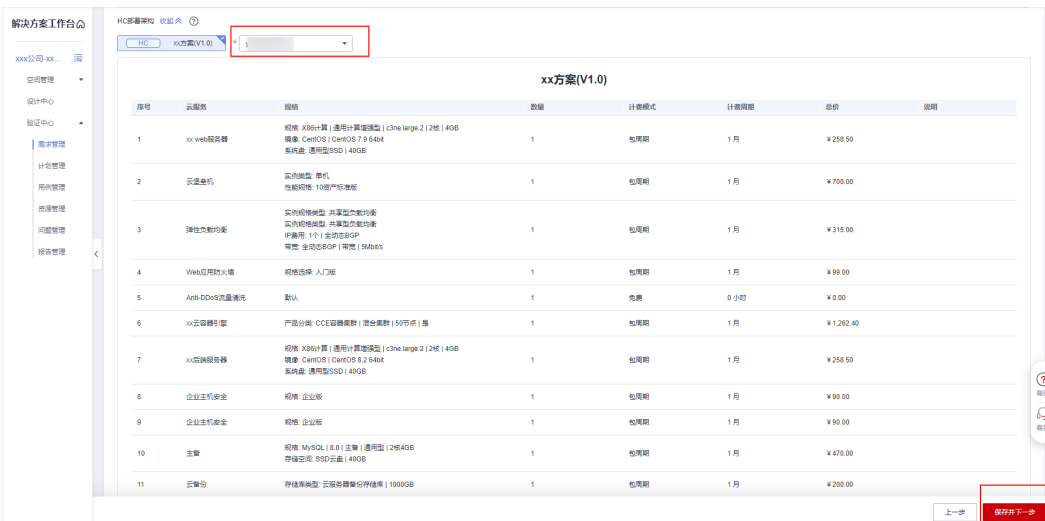 解决方案工作台
HC部署架构 收起
HC xx方案(V1.0) *
xxx公司-xx...
空间管理
设计中心
验证中心
需求管理
计划管理
用例管理
资源管理
问题管理
报告管理
xx方案(V1.0)
序号 云服务 规格 数量 计费模式 计费周期 总价 说明
1 xx web服务器 规格: X86计算 | 通用计算增强型 | c3ne.large.2 | 2核 | 4GB 1 包周期 1 月 ¥ 258.50
镜像: CentOS | CentOS 7.9 64bit
系统盘: 通用型SSD | 40GB
2 云堡垒机 实例类型: 单机 1 包周期 1 月 ¥ 700.00
性能规格: 10资产标准版
3 弹性负载均衡 实例规格类型: 共享型负载均衡 1 包周期 1 月 ¥ 315.00
实例规格类型: 共享型负载均衡
IP费用: 1个 | 全动态BGP
带宽: 全动态BGP | 带宽 | 5Mbit/s
4 Web应用防火墙 规格选择: 入门版 1 包周期 1 月 ¥ 99.00
5 Anti-DDoS流量清洗 默认 1 免费 0 小时 ¥ 0.00
6 xx云容器引擎 产品分类: CCE容器集群 | 混合集群 | 50节点 | 是 1 包周期 1 月 ¥ 1,262.40
7 xx后端服务器 规格: X86计算 | 通用计算增强型 | c3ne.large.2 | 2核 | 4GB 1 包周期 1 月 ¥ 258.50
镜像: CentOS | CentOS 8.2 64bit
系统盘: 通用型SSD | 40GB
8 企业主机安全 规格: 企业版 1 包周期 1 月 ¥ 90.00
9 企业主机安全 规格: 企业版 1 包周期 1 月 ¥ 90.00
10 主备 规格: MySQL | 8.0 | 主备 | 通用型 | 2核4GB 1 包周期 1 月 ¥ 470.00
存储空间: SSD云盘 | 40GB
11 云备份 存储库类型: 云服务器备份存储库 | 1000GB 1 包周期 1 月 ¥ 200.00
上一步 保存并下一步